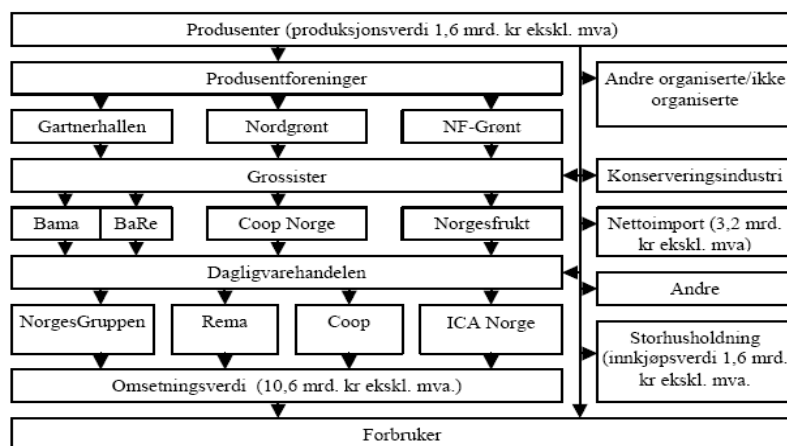 Produsenter (produksjonsverdi 1,6 mrd. kr ekskl. mva)
Produsentforeninger
Andre organiserte/ikke
organiserte
Gartnerhallen
Nordgrønt
NF-Grønt
Grossister
Konserveringsindustri
Bama
BaRe
Coop Norge
Norgesfrukt
Nettoimport (3,2 mrd.
kr ekskl. mva)
Dagligvarehandelen
Andre
NorgesGruppen
Rema
Coop
ICA Norge
Storhusholdning
(innkjøpsverdi 1,6 mrd.
kr ekskl. mva.
Omsetningsverdi (10,6 mrd. kr ekskl. mva.)
Forbruker